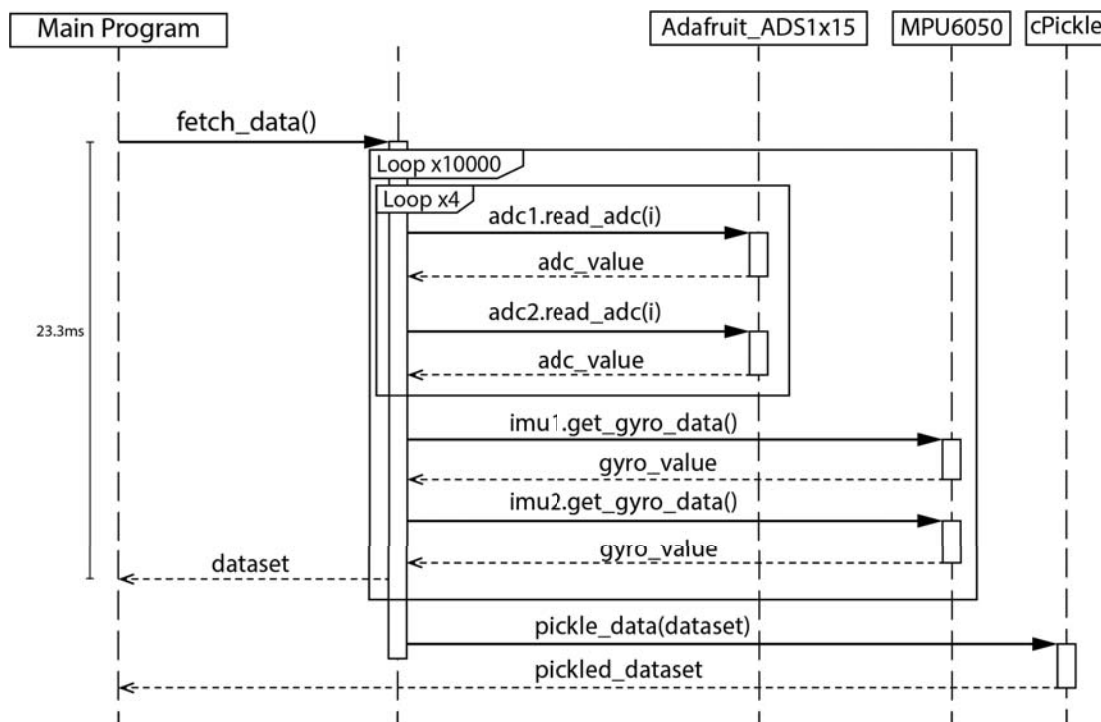 Main Program
Adafruit_ADS1x15
MPU6050
cPickle
fetch_data()
Loop x10000
Loop x4
adc1.read_adc(i)
adc_value
adc2.read_adc(i)
23.3ms
adc_value
imu1.get_gyro_data()
gyro_value
imu2.get_gyro_data()
gyro_value
dataset
pickle_data(dataset)
pickled_dataset